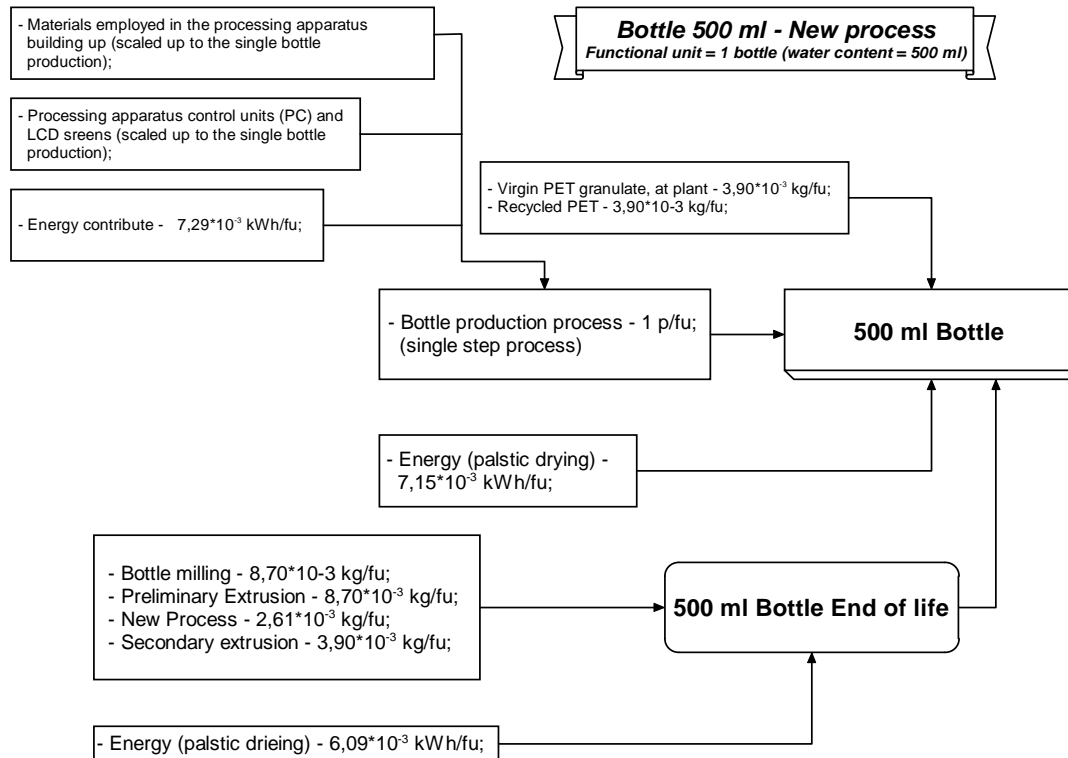 - Materials employed in the processing apparatus
building up (scaled up to the single bottle
production);
Bottle 500 ml - New process
Functional unit = 1 bottle (water content = 500 ml)
- Processing apparatus control units (PC) and
LCD sreens (scaled up to the single bottle
production);
- Energy contribute - 7,29*10⁻³ kWh/fu;
- Virgin PET granulate, at plant - 3,90*10⁻³ kg/fu;
- Recycled PET - 3,90*10-3 kg/fu;
- Bottle production process - 1 p/fu;
(single step process)
500 ml Bottle
- Energy (palstic drying) -
7,15*10⁻³ kWh/fu;
- Bottle milling - 8,70*10-3 kg/fu;
- Preliminary Extrusion - 8,70*10⁻³ kg/fu;
- New Process - 2,61*10⁻³ kg/fu;
- Secondary extrusion - 3,90*10⁻³ kg/fu;
500 ml Bottle End of life
- Energy (palstic drieing) - 6,09*10⁻³ kWh/fu;